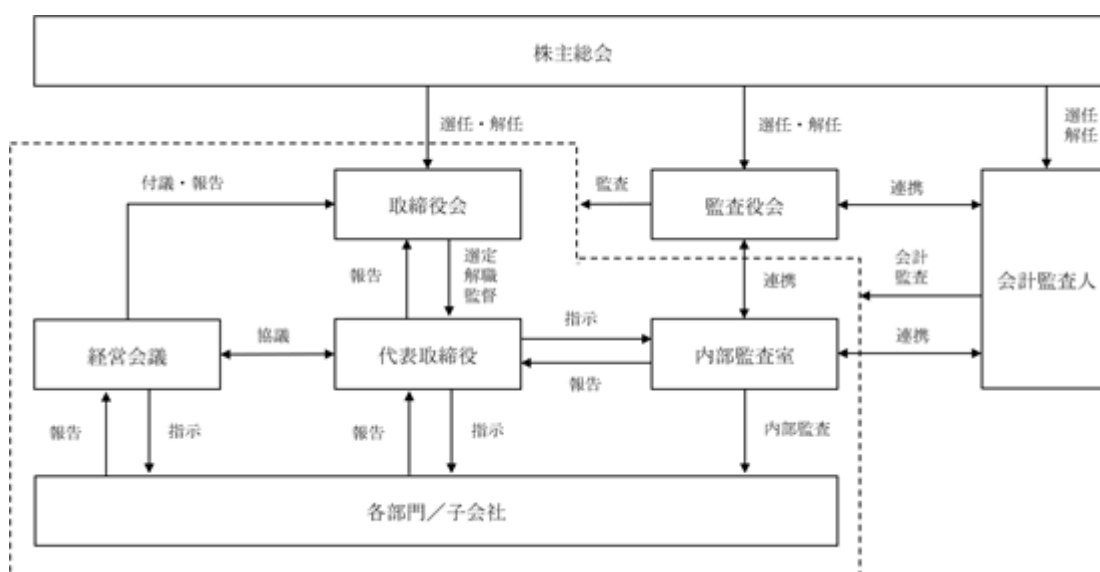 株主総会
選任・解任
選任・解任
選任
解任
付議・報告
取締役会
監査
監査役会
連携
会計監査人
報告
選定
解職
監督
連携
会計
監査
経営会議
協議
代表取締役
指示
報告
内部監査室
連携
報告
指示
報告
指示
内部監査
各部門／子会社